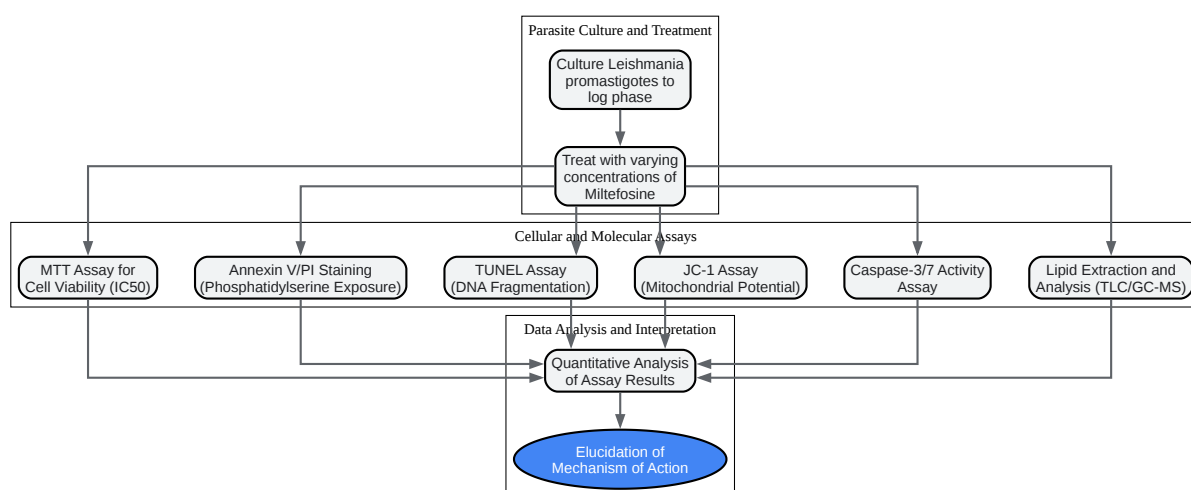 Parasite Culture and Treatment
Culture Leishmania
promastigotes to
log phase
Treat with varying
concentrations of
Miltefosine
Cellular and Molecular Assays
MTT Assay for
Cell Viability (IC50)
Annexin V/PI Staining
(Phosphatidylserine Exposure)
TUNEL Assay
(DNA Fragmentation)
JC-1 Assay
(Mitochondrial Potential)
Caspase-3/7 Activity
Assay
Lipid Extraction and
Analysis (TLC/GC-MS)
Data Analysis and Interpretation
Quantitative Analysis
of Assay Results
Elucidation of
Mechanism of Action